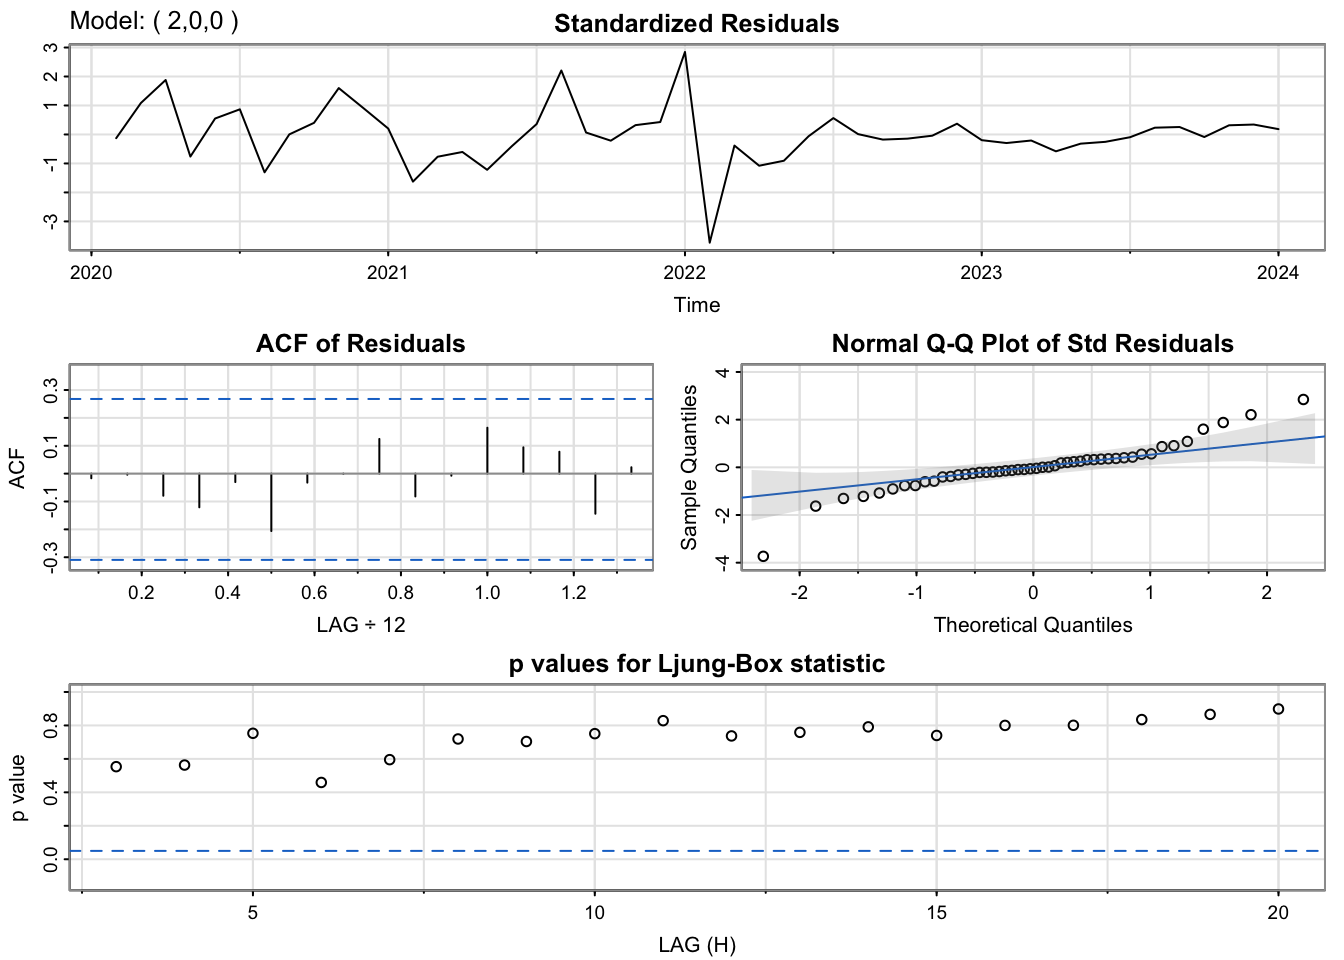 Model: ( 2,0,0 )
Standardized Residuals
3
2
1
-1
-3
2020 2021 2022 2023 2024
Time
ACF of Residuals
ACF
0.3
0.1
-0.1
-0.3
0.2 0.4 0.6 0.8 1.0 1.2
LAG ÷ 12
Normal Q-Q Plot of Std Residuals
Sample Quantiles
4
2
0
-2
-4
-2 -1 0 1 2
Theoretical Quantiles
p values for Ljung-Box statistic
p value
0.8
0.4
0.0
5 10 15 20
LAG (H)